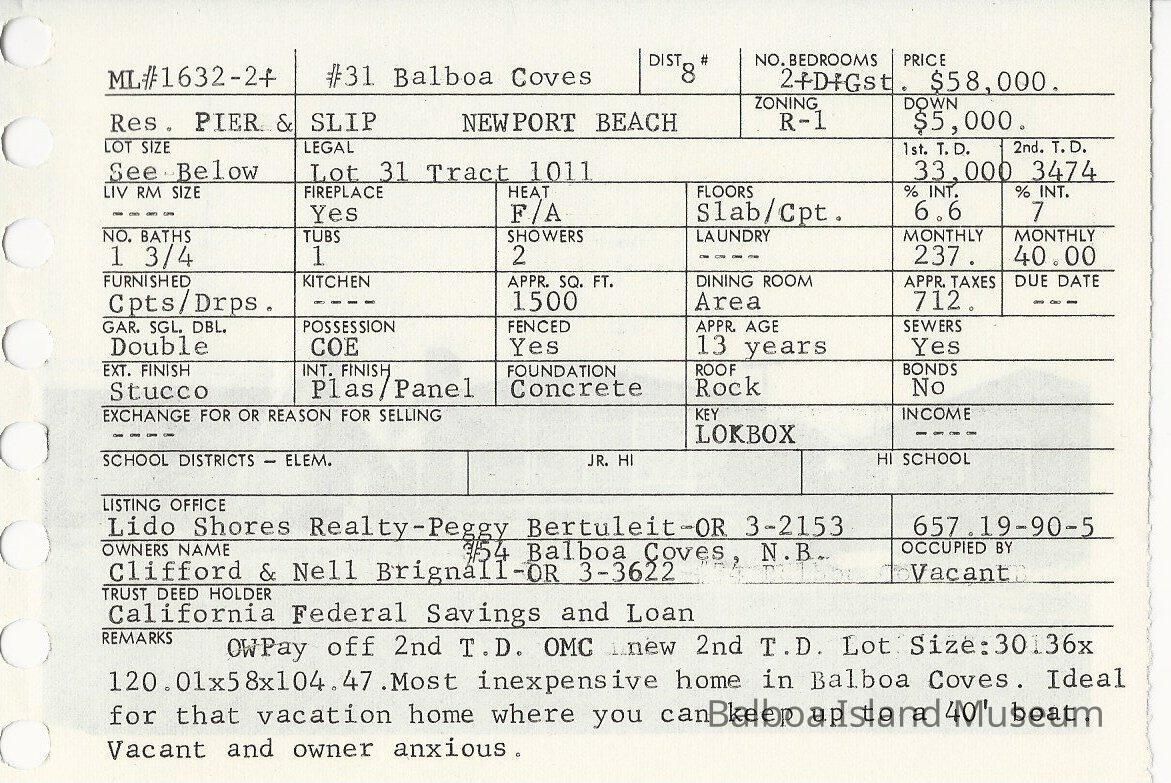 ML#1632-2f #31 Balboa Coves DIST # 8 NO. BEDROOMS 2fDfGst. PRICE $58,000.
Res. PIER & SLIP NEWPORT BEACH ZONING R-1 DOWN $5,000.
LOT SIZE LEGAL 1st. T. D. 2nd. T. D.
See Below Lot 31 Tract 1011 33,000 3474
LIV RM SIZE FIREPLACE HEAT FLOORS % INT. % INT.
---- Yes F/A Slab/Cpt. 6.6 7
NO. BATHS TUBS SHOWERS LAUNDRY MONTHLY MONTHLY
1 3/4 1 2 ---- 237. 40.00
FURNISHED KITCHEN APPR. SQ. FT. DINING ROOM APPR. TAXES DUE DATE
Cpts/Drps. ---- 1500 Area 712. ---
GAR. SGL. DBL. POSSESSION FENCED APPR. AGE SEWERS
Double COE Yes 13 years Yes
EXT. FINISH INT. FINISH FOUNDATION ROOF BONDS
Stucco Plas/Panel Concrete Rock No
EXCHANGE FOR OR REASON FOR SELLING KEY INCOME
---- LOKBOX ----
SCHOOL DISTRICTS – ELEM. JR. HI HI SCHOOL
LISTING OFFICE
Lido Shores Realty-Peggy Bertuleit-OR 3-2153 657.19-90-5
OWNERS NAME #54 Balboa Coves, N.B. OCCUPIED BY
Clifford & Nell Brignall-OR 3-3622 Vacant
TRUST DEED HOLDER
California Federal Savings and Loan
REMARKS OWPay off 2nd T.D. OMC new 2nd T.D. Lot Size:30.36x
120.01x58x104.47.Most inexpensive home in Balboa Coves. Ideal
for that vacation home where you can keep up to a 40' boat.
Balboa Island Museum
Vacant and owner anxious.